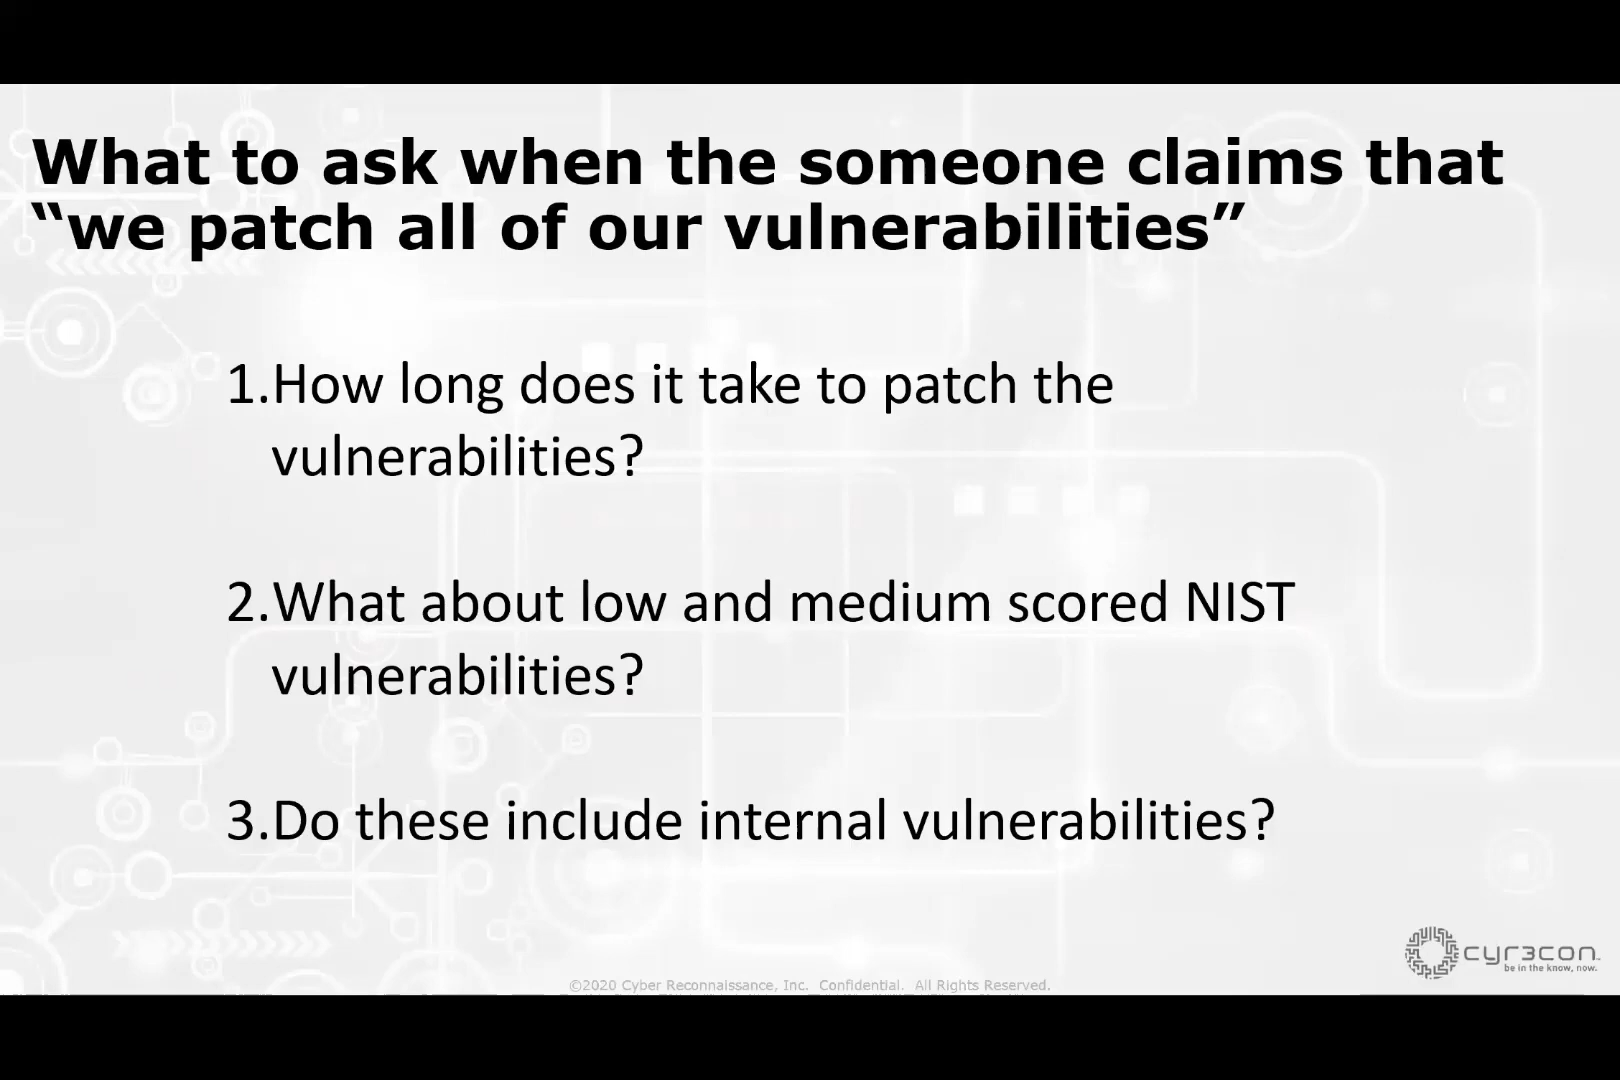 What to ask when the someone claims that
“we patch all of our vulnerabilities”
1.How long does it take to patch the
vulnerabilities?
2.What about low and medium scored NIST
vulnerabilities?
3.Do these include internal vulnerabilities?
cyr3con™
be in the know, now.
©2020 Cyber Reconnaissance, Inc.  Confidential.  All Rights Reserved.